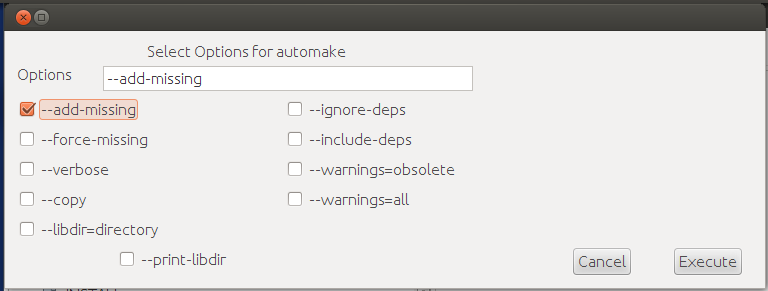 Select Options for automake
Options --add-missing
--add-missing --ignore-deps
--force-missing --include-deps
--verbose --warnings=obsolete
--copy --warnings=all
--libdir=directory
--print-libdir
Cancel Execute